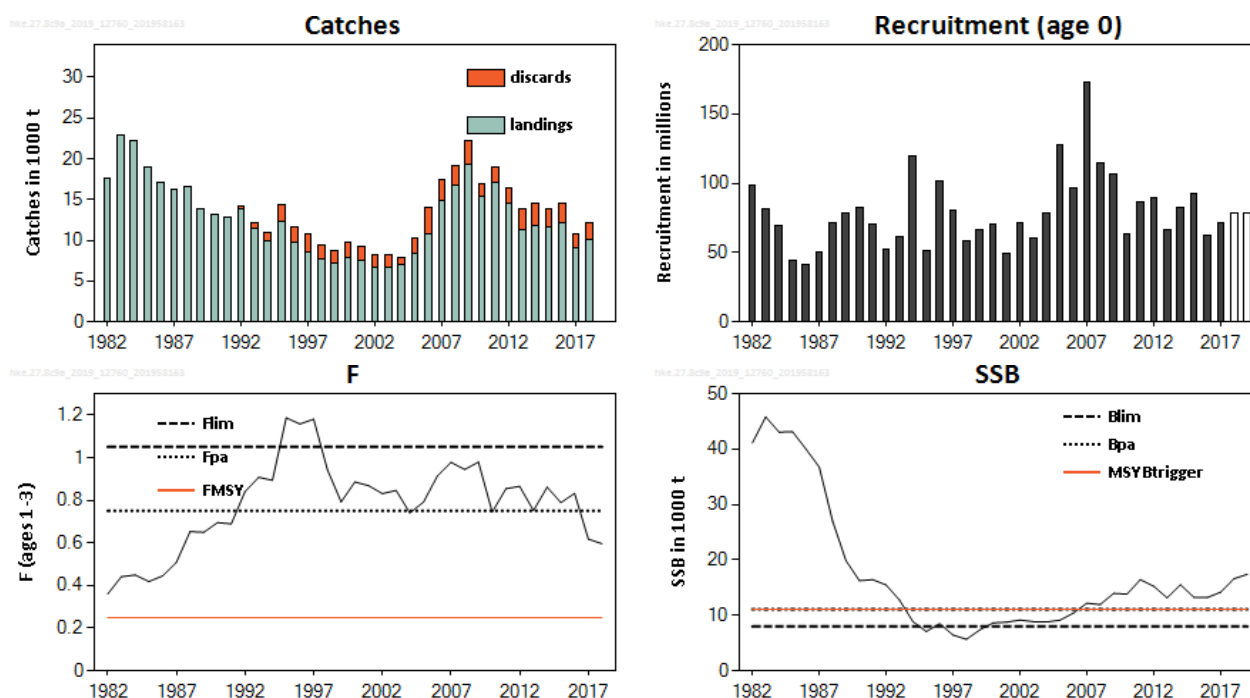 hke.27.8c9a_2019_12760_201958163
Catches
discards
landings
Catches in 1000 t
30
25
20
15
10
5
0
1982 1987 1992 1997 2002 2007 2012 2017
hke.27.8c9a_2019_12760_201958163
Recruitment (age 0)
Recruitment in millions
200
150
100
50
0
1982 1987 1992 1997 2002 2007 2012 2017
hke.27.8c9a_2019_12760_201958163
F
Flim
Fpa
FMSY
F (ages 1-3)
1.2
1
0.8
0.6
0.4
0.2
0
1982 1987 1992 1997 2002 2007 2012 2017
hke.27.8c9a_2019_12760_201958163
SSB
Blim
Bpa
MSYBtrigger
SSB in 1000 t
50
40
30
20
10
0
1982 1987 1992 1997 2002 2007 2012 2017